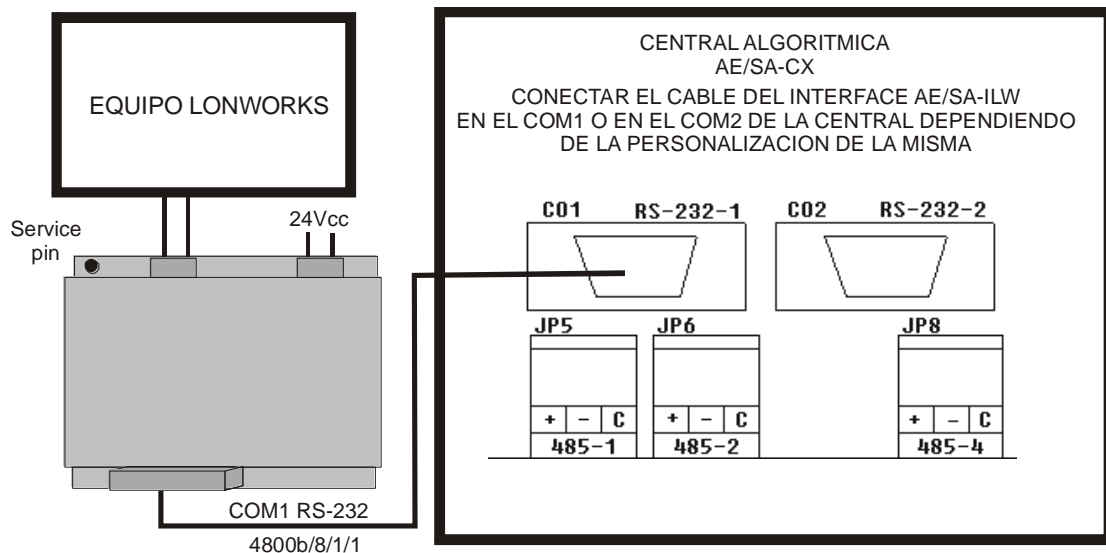 EQUIPO LONWORKS
Service
pin
24Vcc
COM1 RS-232
4800b/8/1/1
CENTRAL ALGORITMICA
AE/SA-CX
CONECTAR EL CABLE DEL INTERFACE AE/SA-ILW
EN EL COM1 O EN EL COM2 DE LA CENTRAL DEPENDIENDO
DE LA PERSONALIZACION DE LA MISMA
CO1 RS-232-1
CO2 RS-232-2
JP5
+ - C
485-1
JP6
+ - C
485-2
JP8
+ - C
485-4